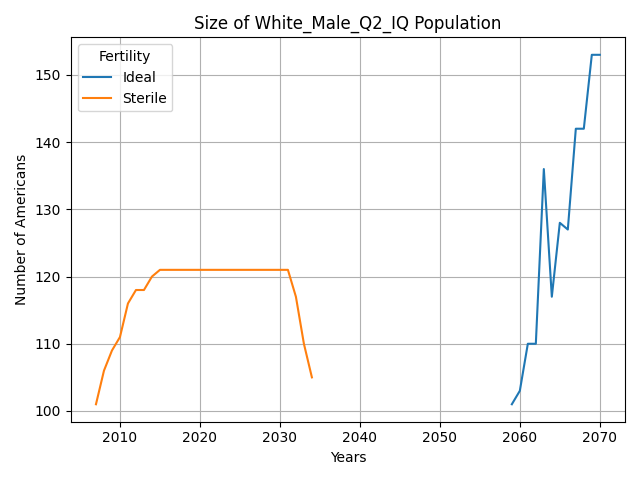 Size of White_Male_Q2_IQ Population
Fertility
Ideal
Sterile
Number of Americans
150
140
130
120
110
100
2010 2020 2030 2040 2050 2060 2070
Years